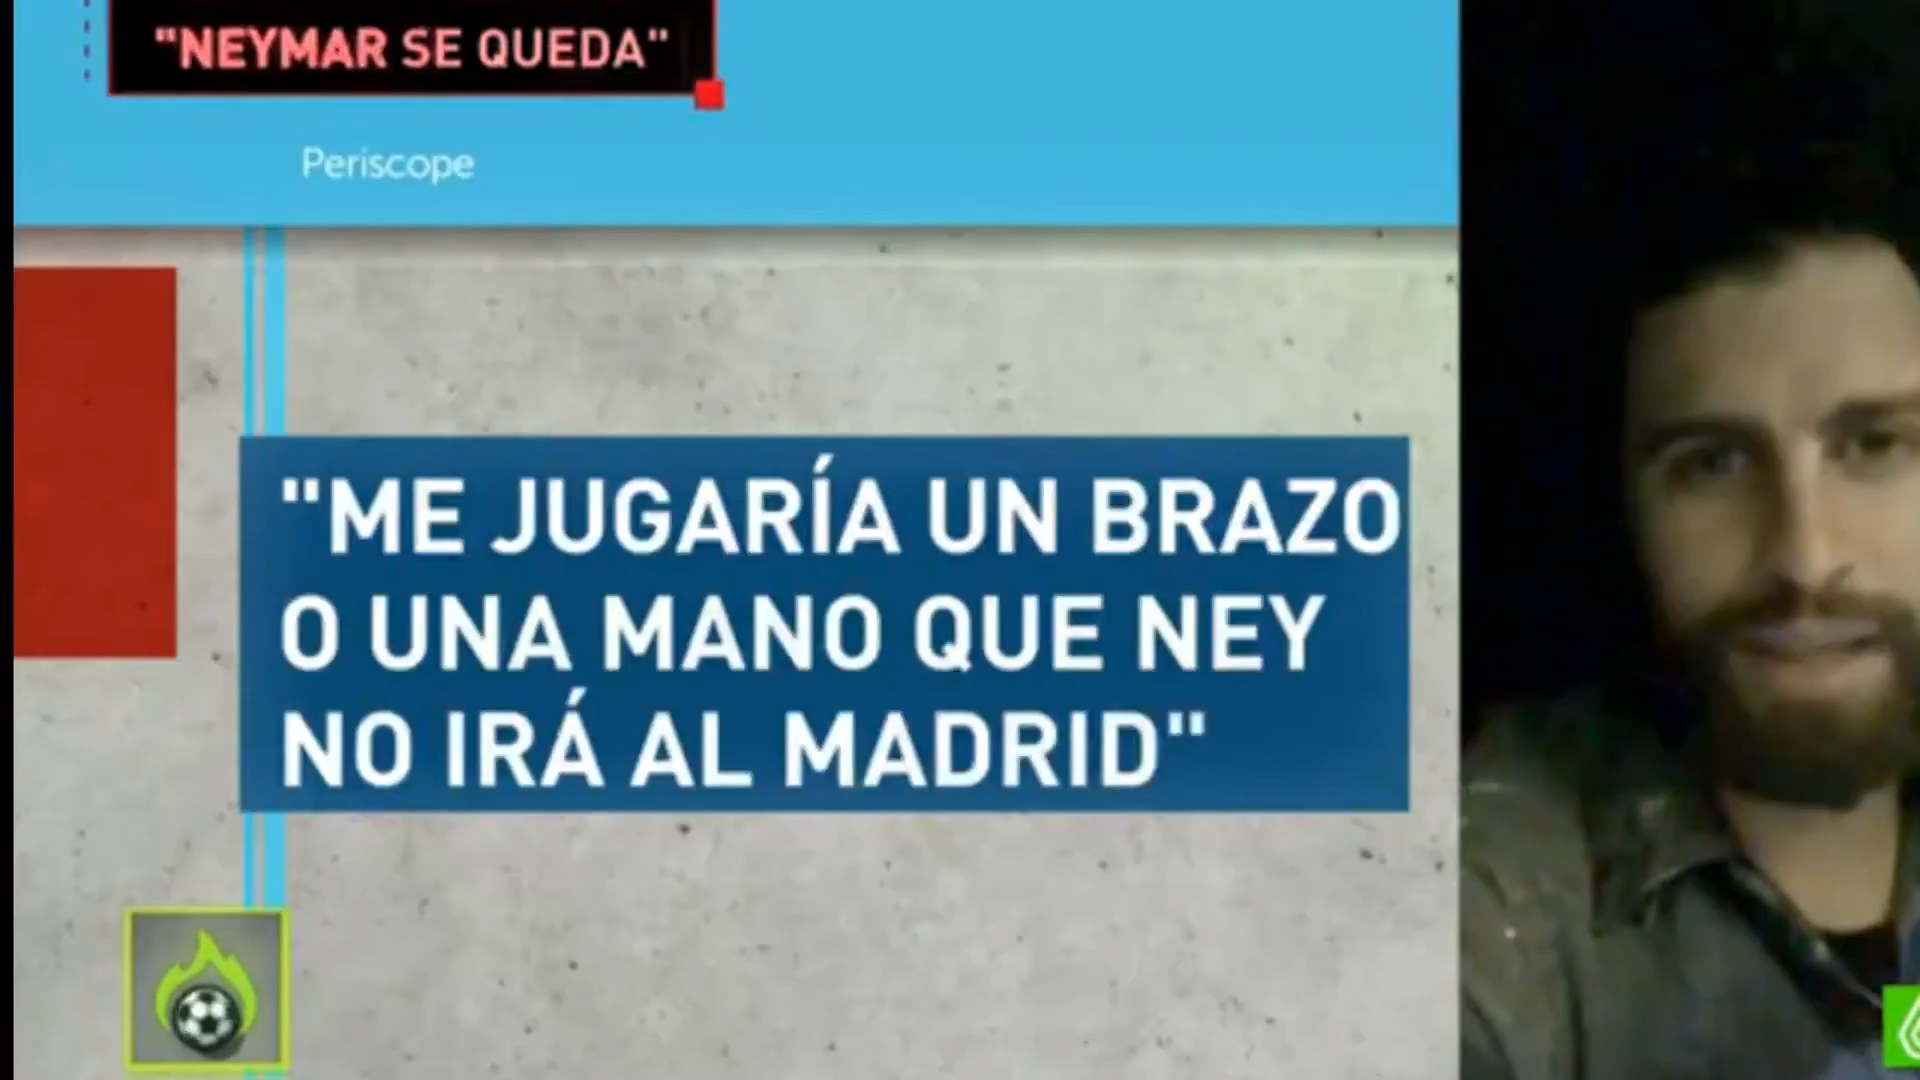 "NEYMAR SE QUEDA"
Periscope
"ME JUGARÍA UN BRAZO
O UNA MANO QUE NEY
NO IRÁ AL MADRID"